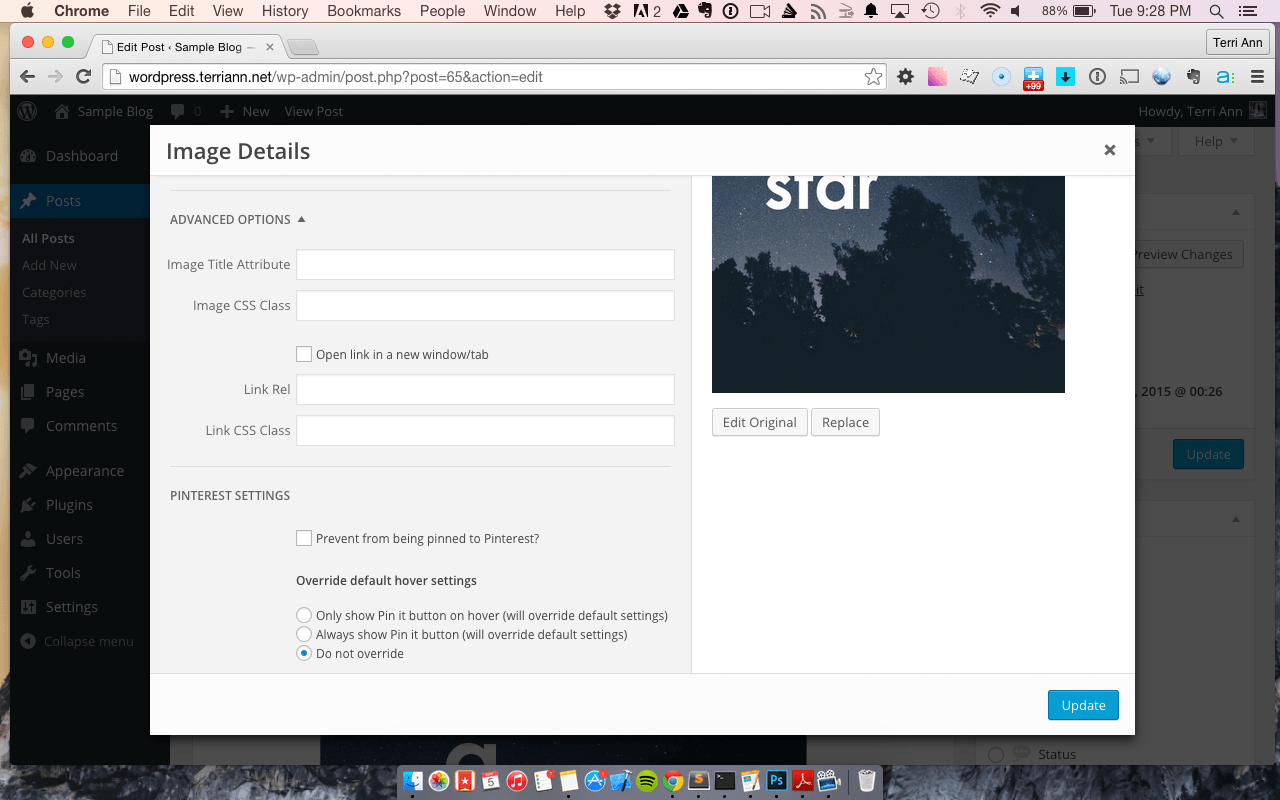 Chrome File Edit View History Bookmarks People Window Help 2 88% Tue 9:28 PM
Edit Post ‹ Sample Blog — Terri Ann
wordpress.terriann.net/wp-admin/post.php?post=65&action=edit +99 a:
Sample Blog 0 New View Post Howdy, Terri Ann
Image Details
Help
Dashboard
Posts
All Posts
Add New
Categories
Tags
Media
Pages
Comments
Appearance
Plugins
Users
Tools
Settings
Collapse menu
ADVANCED OPTIONS
Image Title Attribute
Image CSS Class
Open link in a new window/tab
Link Rel
Link CSS Class
PINTEREST SETTINGS
Prevent from being pinned to Pinterest?
Override default hover settings
Only show Pin it button on hover (will override default settings)
Always show Pin it button (will override default settings)
Do not override
star
Edit Original Replace
Update
Preview Changes
, 2015 @ 00:26
Update
a
Status
5
Ps